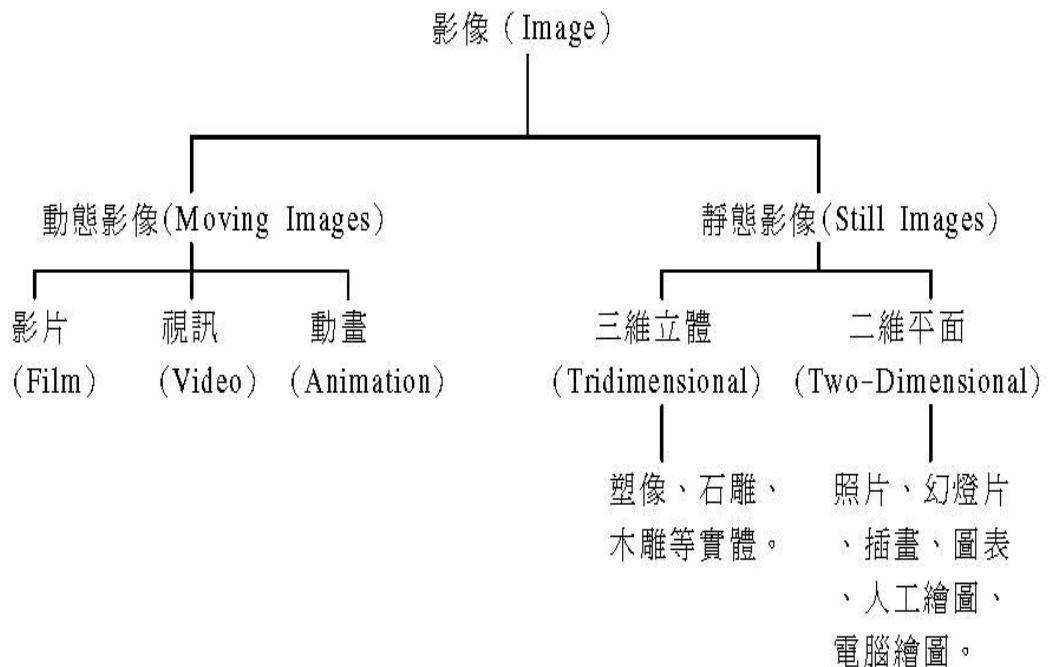 影像 (Image)
動態影像(Moving Images)
靜態影像(Still Images)
影片
(Film)
視訊
(Video)
動畫
(Animation)
三維立體
(Tridimensional)
塑像、石雕、
木雕等實體。
二維平面
(Two-Dimensional)
照片、幻燈片
、插畫、圖表
、人工繪圖、
電腦繪圖。